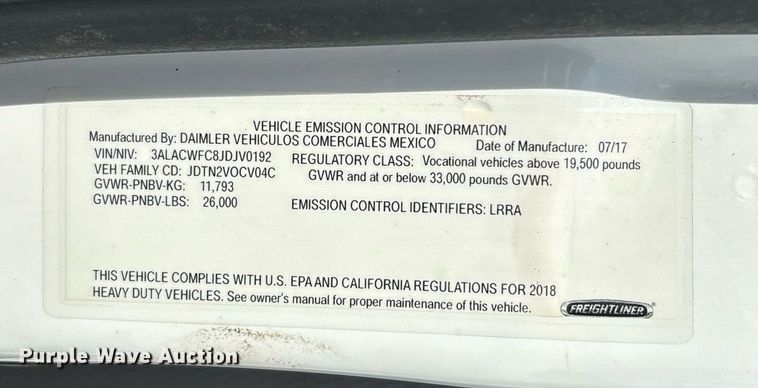 VEHICLE EMISSION CONTROL INFORMATION
Manufactured By: DAIMLER VEHICULOS COMERCIALES MEXICO Date of Manufacture: 07/17
VIN/NIV: 3ALACWFC8JDJV0192 REGULATORY CLASS: Vocational vehicles above 19,500 pounds
VEH FAMILY CD: JDTN2VOCV04C GVWR and at or below 33,000 pounds GVWR.
GVWR-PNBV-KG: 11,793
GVWR-PNBV-LBS: 26,000 EMISSION CONTROL IDENTIFIERS: LRRA
THIS VEHICLE COMPLIES WITH U.S. EPA AND CALIFORNIA REGULATIONS FOR 2018
HEAVY DUTY VEHICLES. See owner's manual for proper maintenance of this vehicle.
FREIGHTLINER
Purple Wave Auction